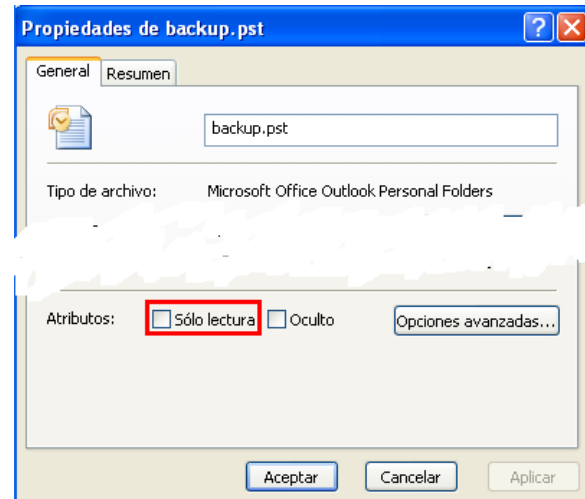 Propiedades de backup.pst
General Resumen
backup.pst
Tipo de archivo: Microsoft Office Outlook Personal Folders
Atributos: Sólo lectura Oculto Opciones avanzadas...
Aceptar Cancelar Aplicar